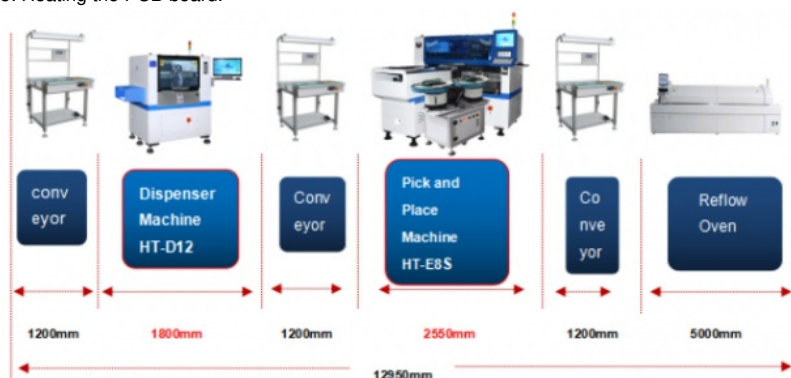 conv
eyor
Dispenser
Machine
HT-D12
Conv
eyor
Pick and
Place
Machine
HT-E8S
Co
nve
yor
Reflow
Oven
1200mm
1800mm
1200mm
2550mm
1200mm
5000mm
12950mm